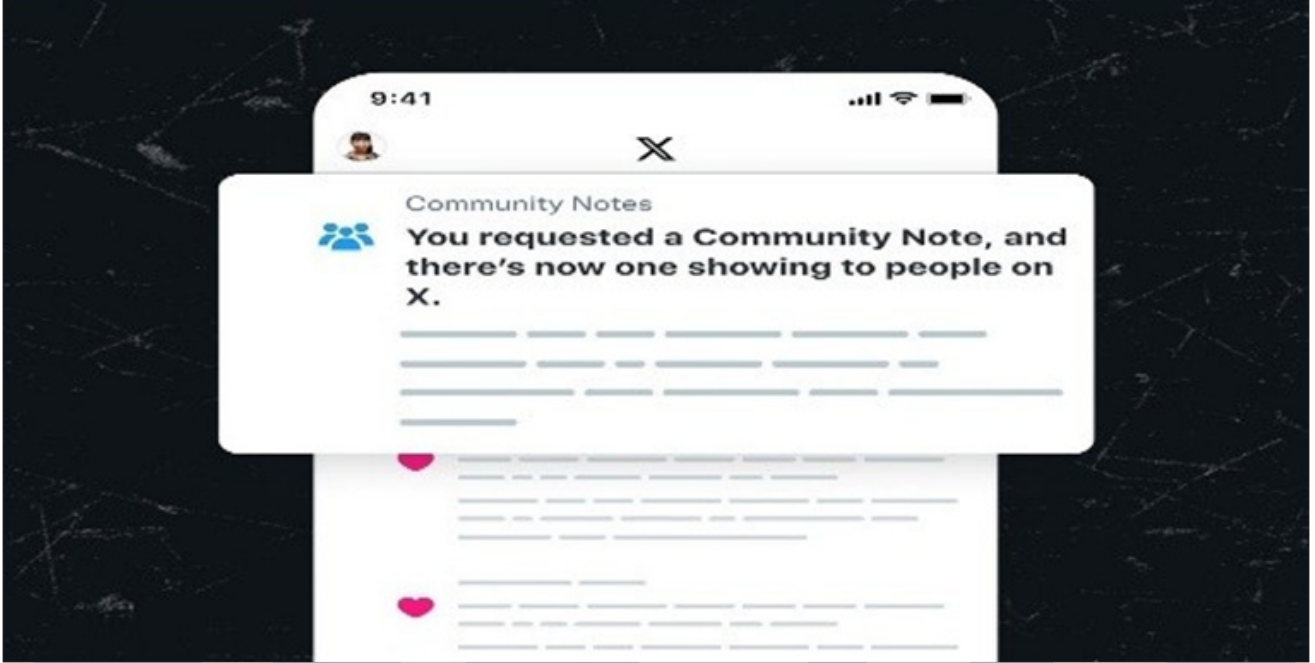 9:41
X
Community Notes
You requested a Community Note, and
there’s now one showing to people on
X.